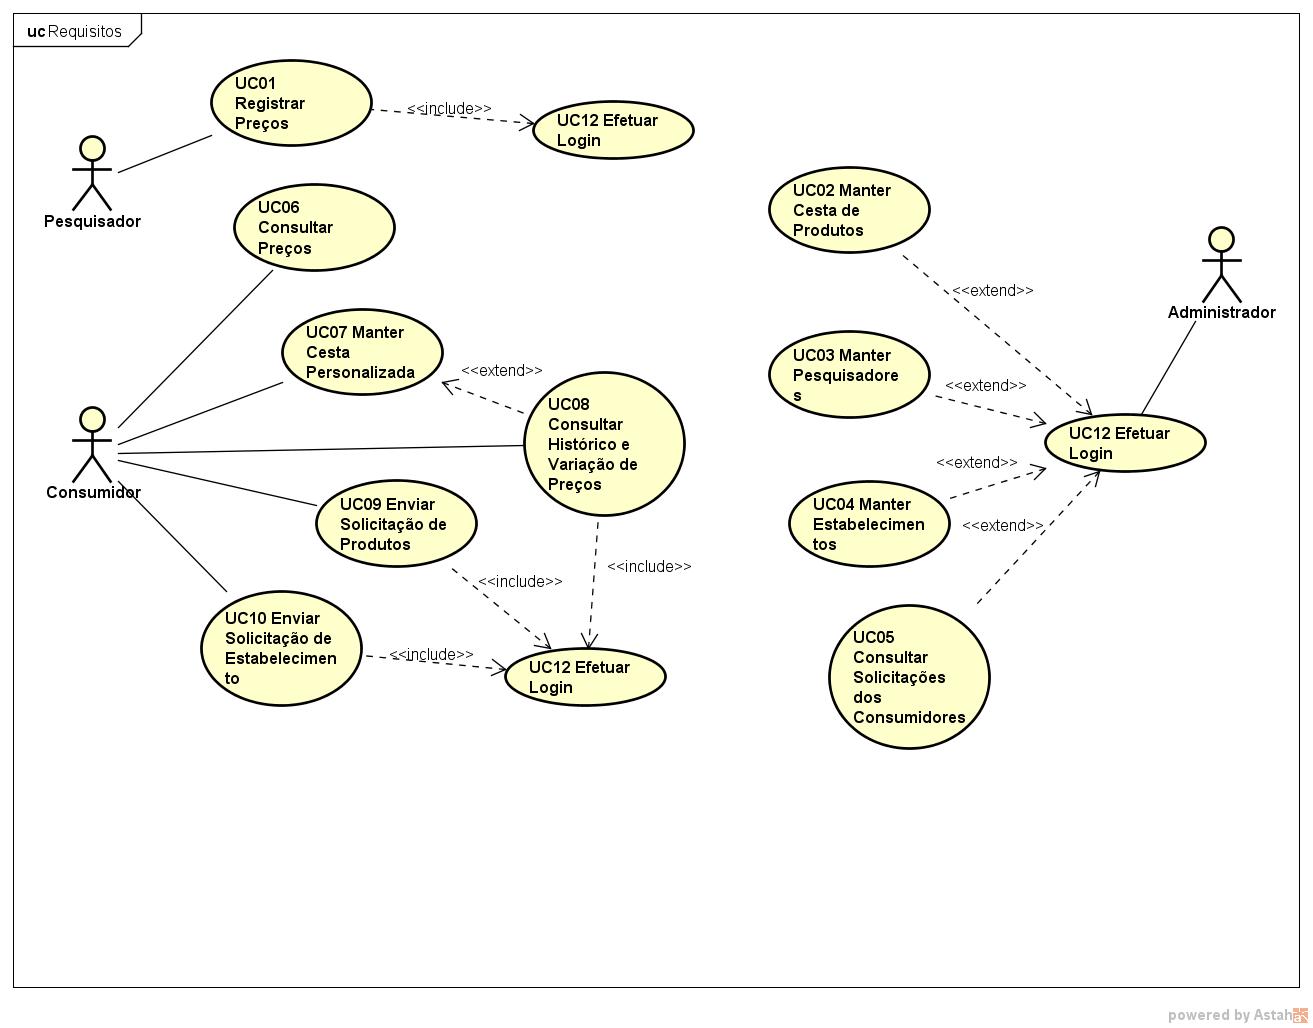 uc Requisitos
UC01
Registrar
Preços
<<include>>
UC12 Efetuar
Login
Pesquisador
UC06
Consultar
Preços
UC02 Manter
Cesta de
Produtos
<<extend>>
Administrador
UC07 Manter
Cesta
Personalizada
<<extend>>
UC08
Consultar
Histórico e
Variação de
Preços
UC03 Manter
Pesquisadore
s
<<extend>>
UC12 Efetuar
Login
Consumidor
UC09 Enviar
Solicitação de
Produtos
<<include>>
<<include>>
UC04 Manter
Estabelecimen
tos
<<extend>>
<<extend>>
UC10 Enviar
Solicitação de
Estabelecimen
to
<<include>>
UC12 Efetuar
Login
UC05
Consultar
Solicitações
dos
Consumidores
powered by Astah